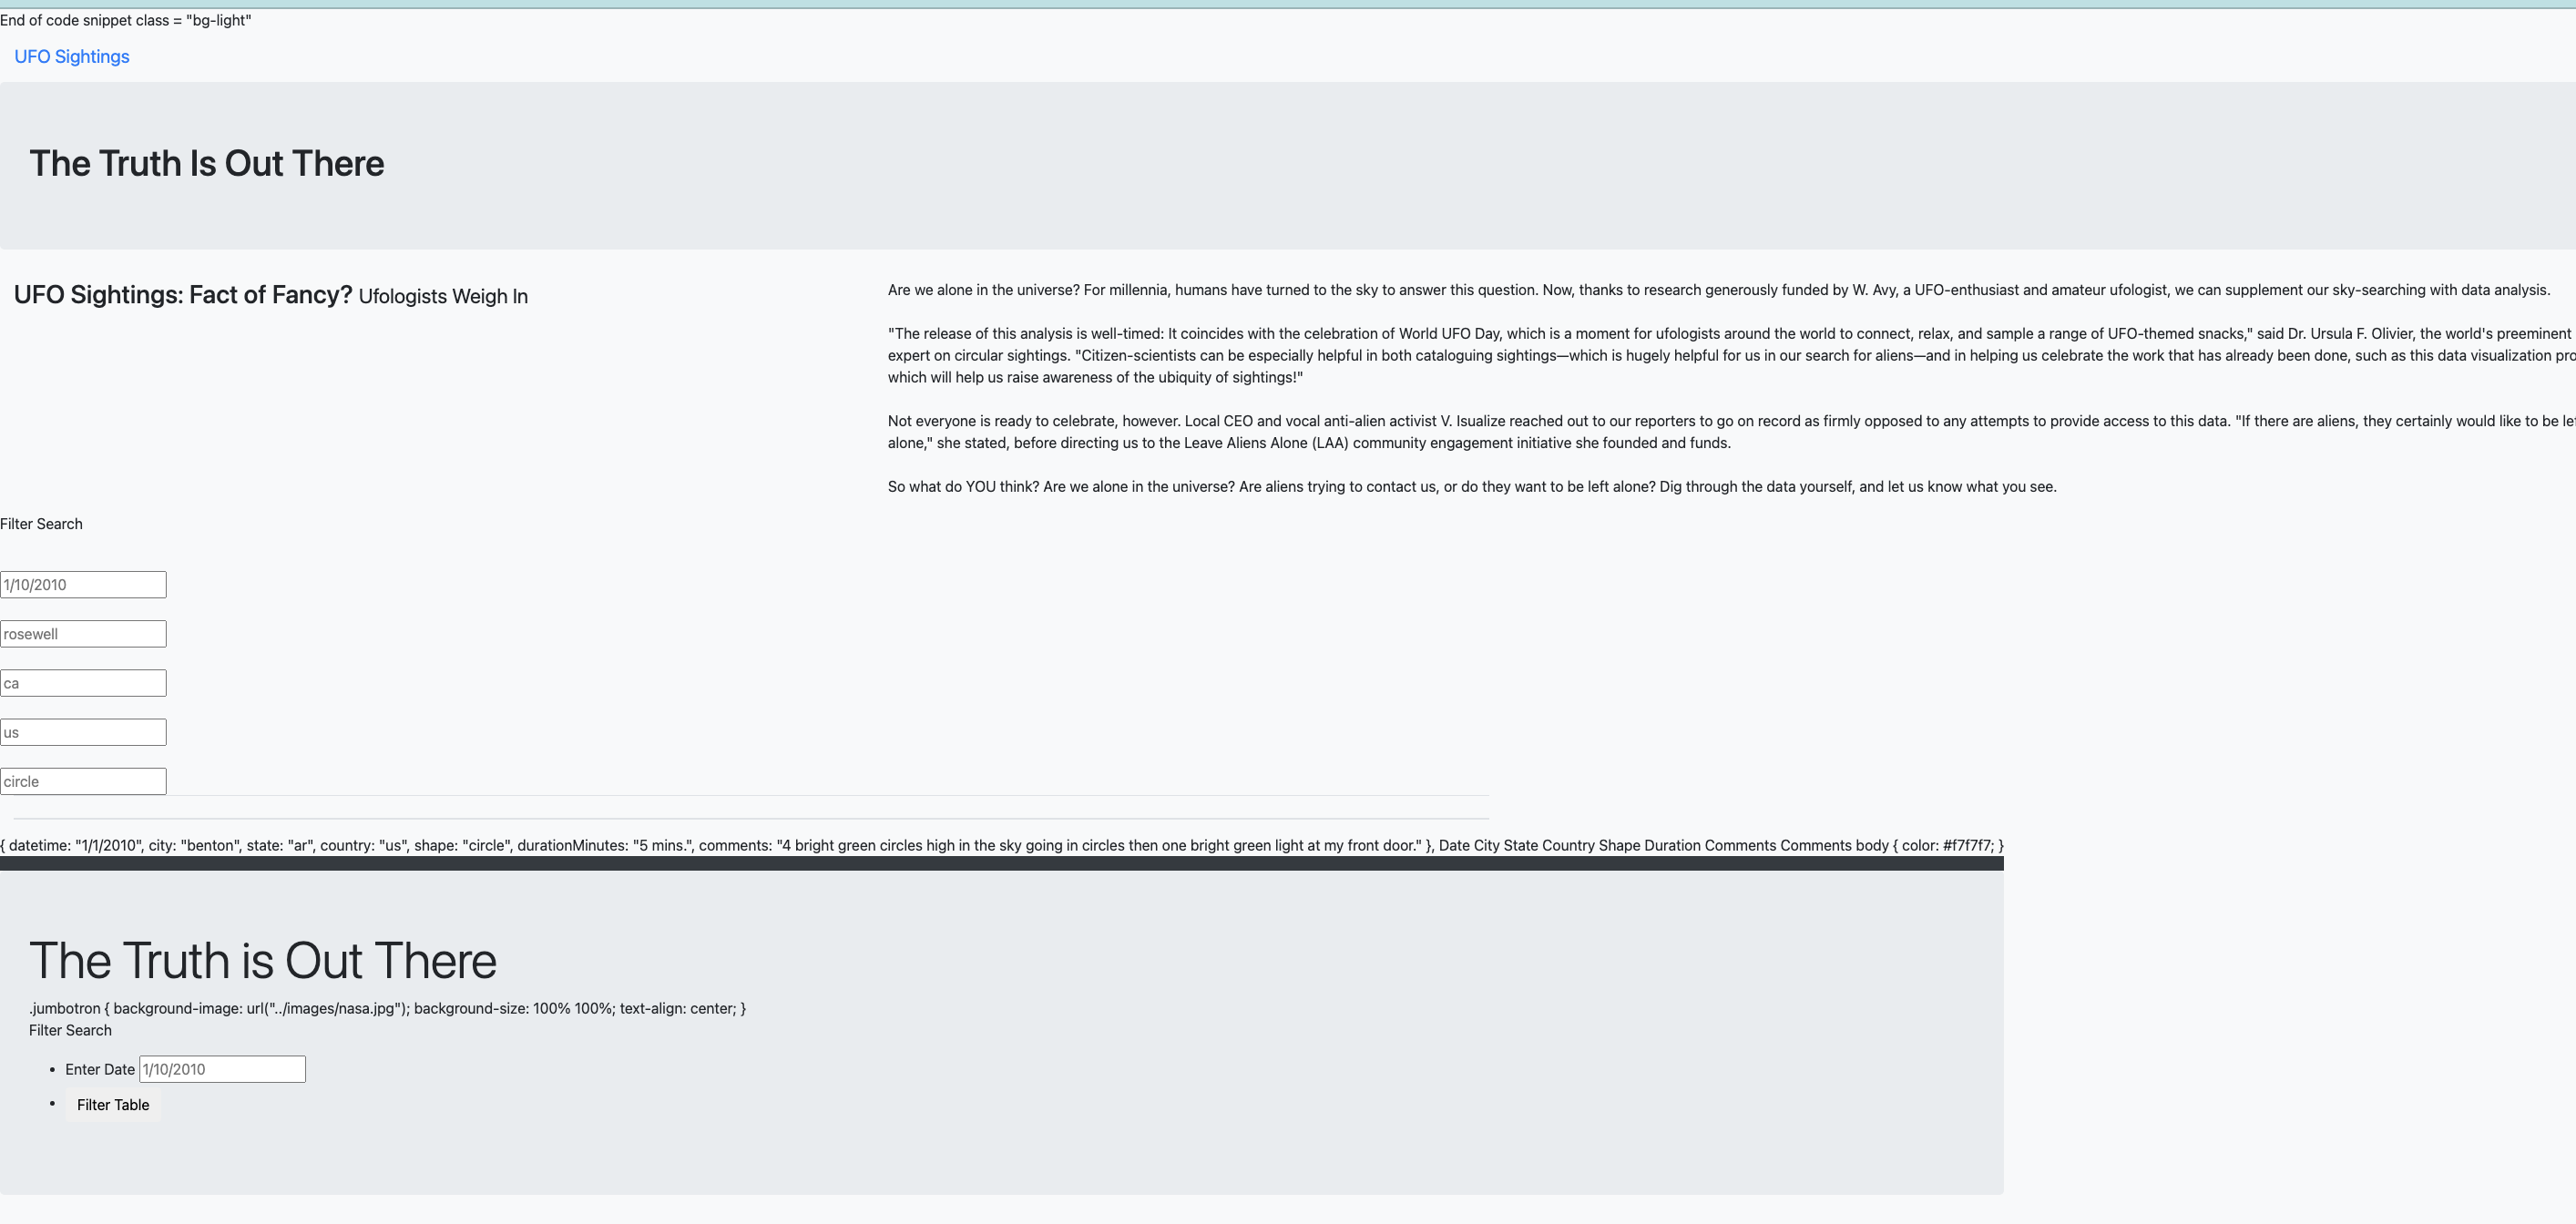 End of code snippet class = "bg-light"
UFO Sightings
The Truth Is Out There
UFO Sightings: Fact of Fancy? Ufologists Weigh In
Are we alone in the universe? For millennia, humans have turned to the sky to answer this question. Now, thanks to research generously funded by W. Avy, a UFO-enthusiast and amateur ufologist, we can supplement our sky-searching with data analysis.
"The release of this analysis is well-timed: It coincides with the celebration of World UFO Day, which is a moment for ufologists around the world to connect, relax, and sample a range of UFO-themed snacks," said Dr. Ursula F. Olivier, the world's preeminent
expert on circular sightings. "Citizen-scientists can be especially helpful in both cataloguing sightings—which is hugely helpful for us in our search for aliens—and in helping us celebrate the work that has already been done, such as this data visualization pro
which will help us raise awareness of the ubiquity of sightings!"
Not everyone is ready to celebrate, however. Local CEO and vocal anti-alien activist V. Isualize reached out to our reporters to go on record as firmly opposed to any attempts to provide access to this data. "If there are aliens, they certainly would like to be le
alone," she stated, before directing us to the Leave Aliens Alone (LAA) community engagement initiative she founded and funds.
So what do YOU think? Are we alone in the universe? Are aliens trying to contact us, or do they want to be left alone? Dig through the data yourself, and let us know what you see.
Filter Search
1/10/2010
rosewell
ca
us
circle
{ datetime: "1/1/2010", city: "benton", state: "ar", country: "us", shape: "circle", durationMinutes: "5 mins.", comments: "4 bright green circles high in the sky going in circles then one bright green light at my front door." }, Date City State Country Shape Duration Comments Comments body { color: #f7f7f7; }
The Truth is Out There
.jumbotron { background-image: url("../images/nasa.jpg"); background-size: 100% 100%; text-align: center; }
Filter Search
• Enter Date 1/10/2010
• Filter Table